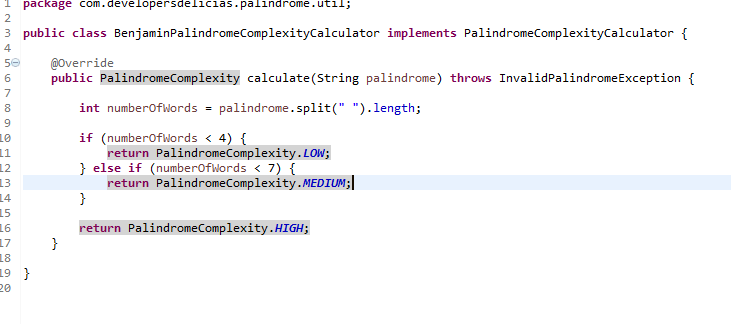 1 package com.developersdelicias.palindrome.util;
2
3 public class BenjaminPalindromeComplexityCalculator implements PalindromeComplexityCalculator {
4
5 @Override
6 public PalindromeComplexity calculate(String palindrome) throws InvalidPalindromeException {
7
8 int numberOfWords = palindrome.split(" ").length;
9
10 if (numberOfWords < 4) {
11 return PalindromeComplexity.LOW;
12 } else if (numberOfWords < 7) {
13 return PalindromeComplexity.MEDIUM;
14 }
15
16 return PalindromeComplexity.HIGH;
17 }
18
19 }
20